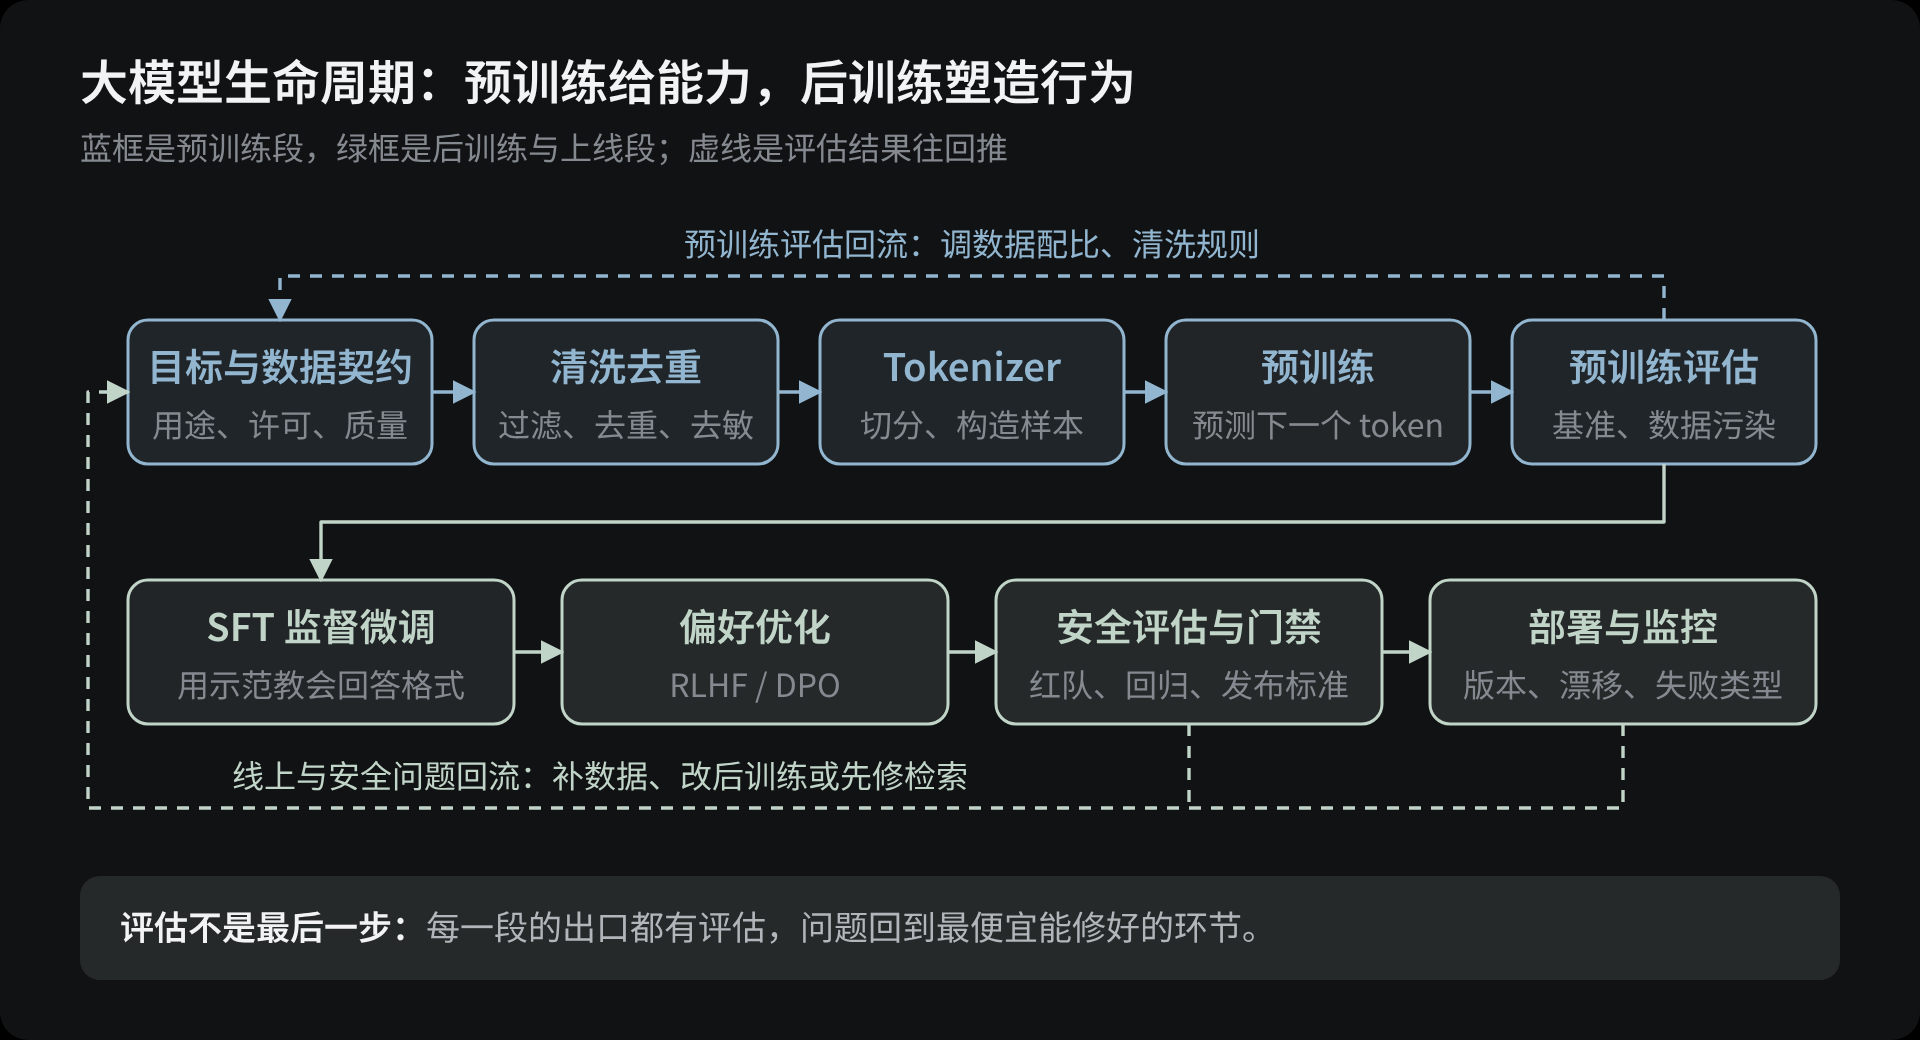 大模型生命周期：预训练给能力，后训练塑造行为
蓝框是预训练段，绿框是后训练与上线段；虚线是评估结果往回推
预训练评估回流：调数据配比、清洗规则
目标与数据契约
用途、许可、质量
清洗去重
过滤、去重、去敏
Tokenizer
切分、构造样本
预训练
预测下一个 token
预训练评估
基准、数据污染
SFT 监督微调
用示范教会回答格式
偏好优化
RLHF / DPO
安全评估与门禁
红队、回归、发布标准
部署与监控
版本、漂移、失败类型
线上与安全问题回流：补数据、改后训练或先修检索
评估不是最后一步：每一段的出口都有评估，问题回到最便宜能修好的环节。